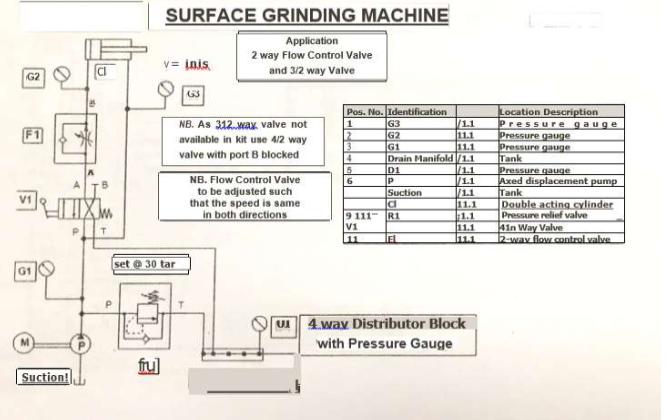 SURFACE GRINDING MACHINE
Application
2 way Flow Control Valve
and 3/2 way Valve
G2
Cl
v = inis
G3
NB. As 312 way valve not
available in kit use 4/2 way
valve with port B blocked
F1
B
A
NB. Flow Control Valve
to be adjusted such
that the speed is same
in both directions
A B
V1
W
P T
Pos. No. Identification Location Description
1 G3 /1.1 Pressure gauge
2 G2 11.1 Pressure gauge
3 G1 11.1 Pressure gauge
4 Drain Manifold /1.1 Tank
5 D1 /1.1 Pressure gauge
6 P /1.1 Axed displacement pump
Suction /1.1 Tank
Cl 11.1 Double acting cylinder
9 111— R1 ;1.1 Pressure relief valve
V1 11.1 41n Way Valve
11 Fl 11.1 2-way flow control valve
set @ 30 tar
G1
P T
U1
4 way Distributor Block
with Pressure Gauge
M
P
fru]
Suction!